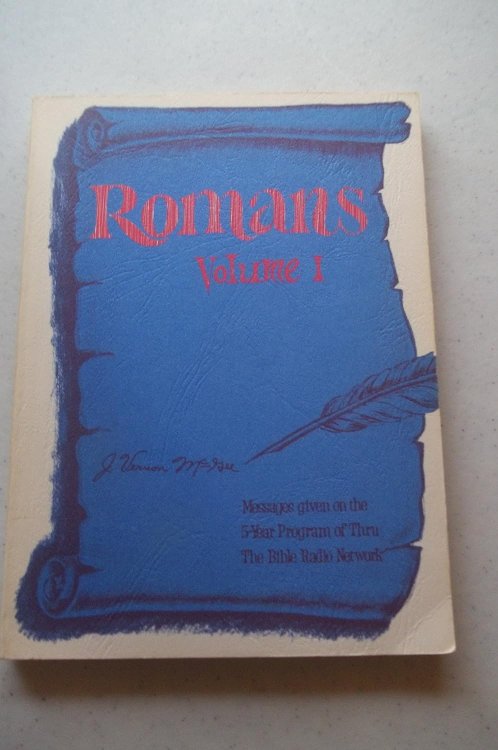 Romans
Volume I
J. Vernon McGee
Messages given on the
5-Year Program of Thru
The Bible Radio Network